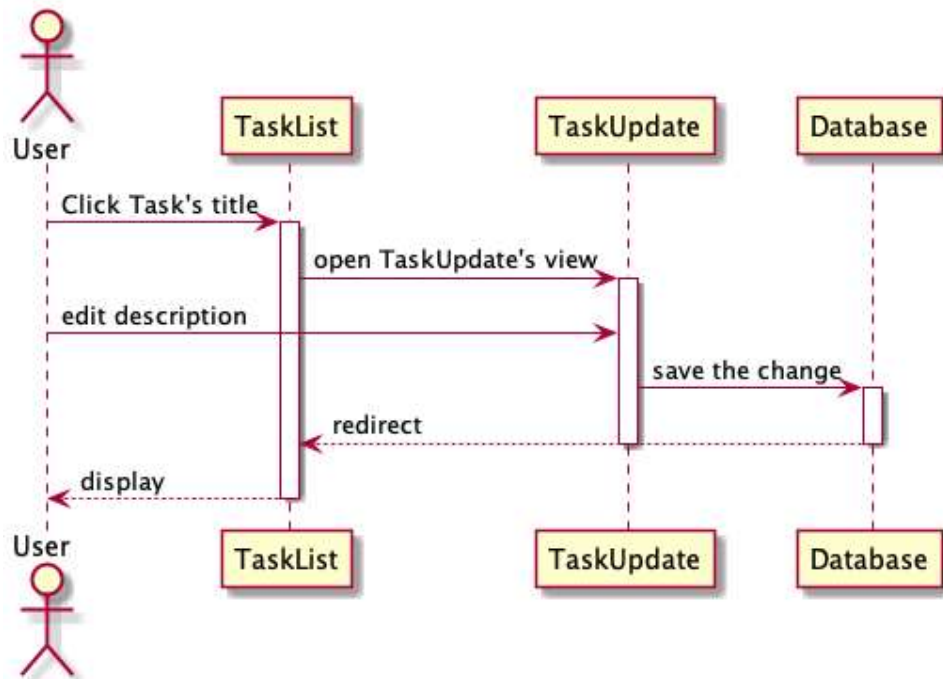 User
TaskList
TaskUpdate
Database
Click Task's title
open TaskUpdate's view
edit description
save the change
redirect
display
User
TaskList
TaskUpdate
Database